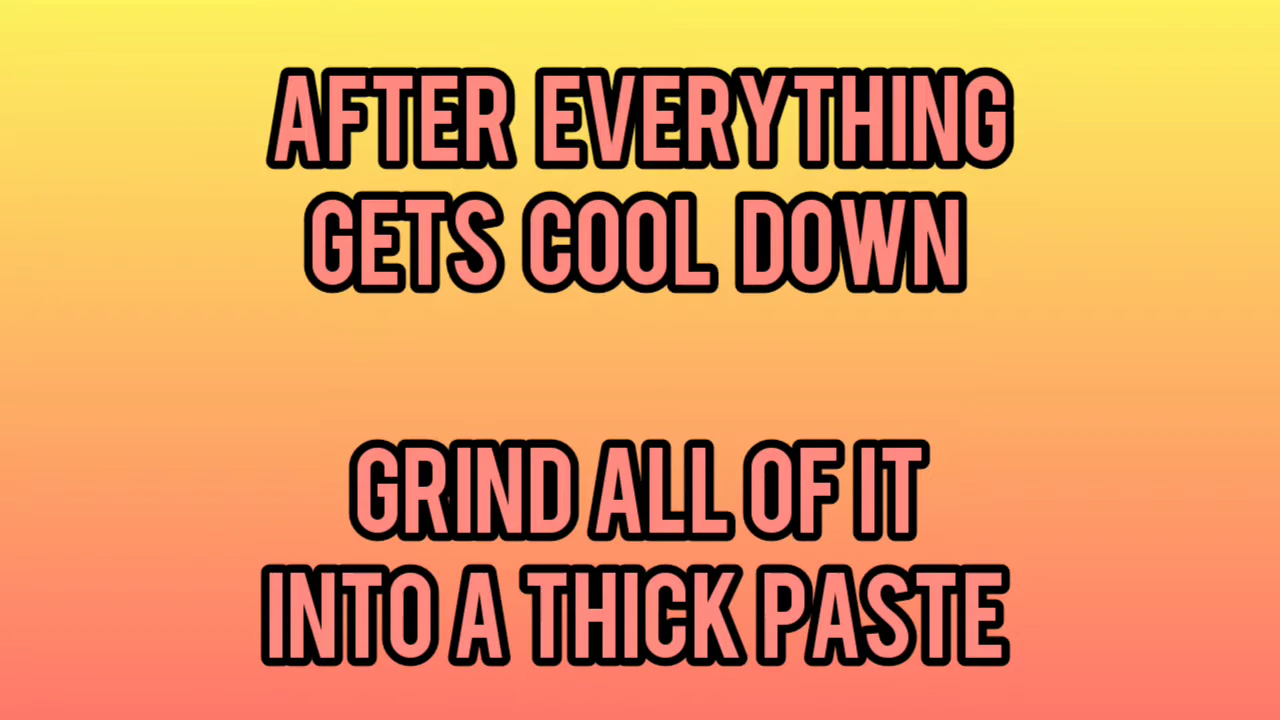 AFTER EVERYTHING
GETS COOL DOWN
GRIND ALL OF IT
INTO A THICK PASTE